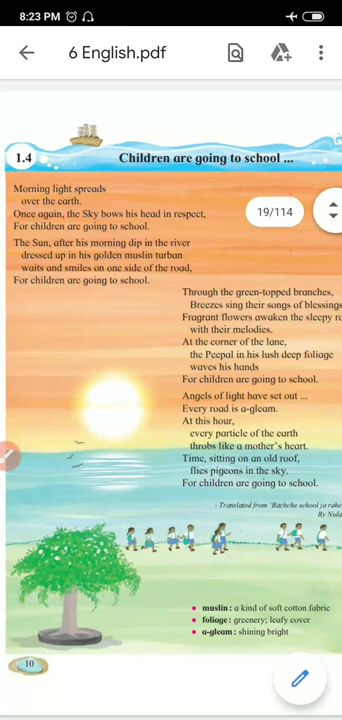 8:23 PM
6 English.pdf
1.4
Children are going to school ...
19/114
Morning light spreads
over the earth.
Once again, the Sky bows his head in respect,
For children are going to school.
The Sun, after his morning dip in the river
dressed up in his golden muslin turban
waits and smiles on one side of the road,
For children are going to school.
Through the green-topped branches,
Breezes sing their songs of blessings
Fragrant flowers awaken the sleepy
with their melodies.
At the corner of the lane,
the Peepal in his lush deep foliage
waves his hands
For children are going to school.
Angels of light have set out ...
Every road is a-gleam.
At this hour,
every particle of the earth
throbs like a mother's heart.
Time, sitting on an old roof,
flies pigeons in the sky.
For children are going to school.
- Translated from 'Bachche school ja rahe
By Nida
• muslin : a kind of soft cotton fabric
• foliage : greenery; leafy cover
• a-gleam : shining bright
10